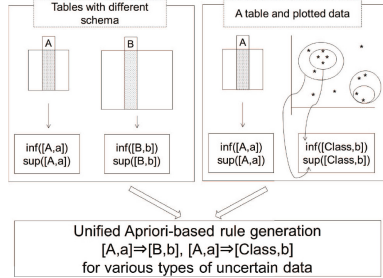 Tables with different
schema
A table and plotted data
A
B
A
inf([A,a])
sup([A,a])
inf([B,b])
sup([B,b])
inf([A,a])
sup([A,a])
inf([Class,b])
sup([Class,b])
Unified Apriori-based rule generation
[A,a]⇒[B,b], [A,a]⇒[Class,b]
for various types of uncertain data